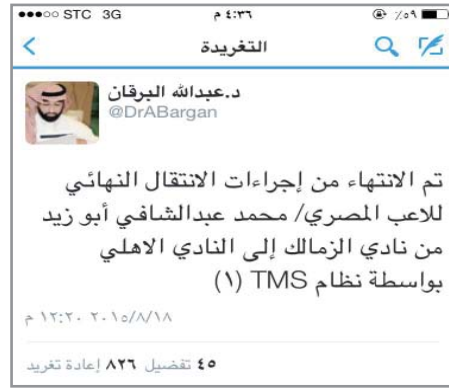 ●●●○○ STC 3G ٤:٣٦ م ٪٥٩
التغريدة
د.عبدالله البرقان
@DrABargan
تم الانتهاء من إجراءات الانتقال النهائي
للاعب المصري/ محمد عبدالشافي أبو زيد
من نادي الزمالك إلى النادي الاهلي
بواسطة نظام TMS (١)
٢٠١٥/٨/١٨ ١٢:٢٠ م
٤٥ تفضيل ٨٢٦ إعادة تغريد